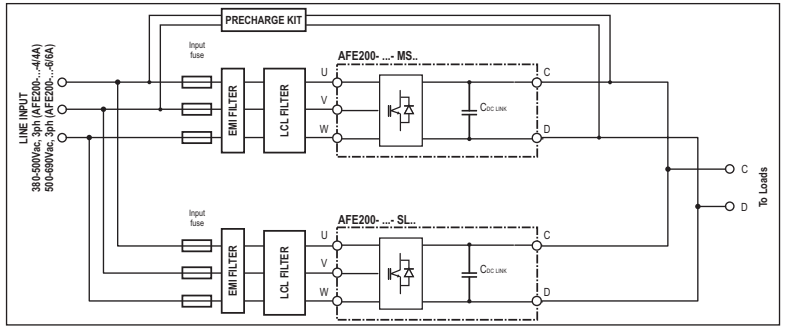 PRECHARGE KIT
LINE INPUT
380-500Vac, 3ph (AFE200-...-4/4A)
500-690Vac, 3ph (AFE200-...-6/6A)
Input
fuse
EMI FILTER
LCL FILTER
AFE200- ...- MS..
U
V
W
CDC LINK
C
D
C
D
To Loads
Input
fuse
EMI FILTER
LCL FILTER
AFE200- ...- SL..
U
V
W
CDC LINK
C
D